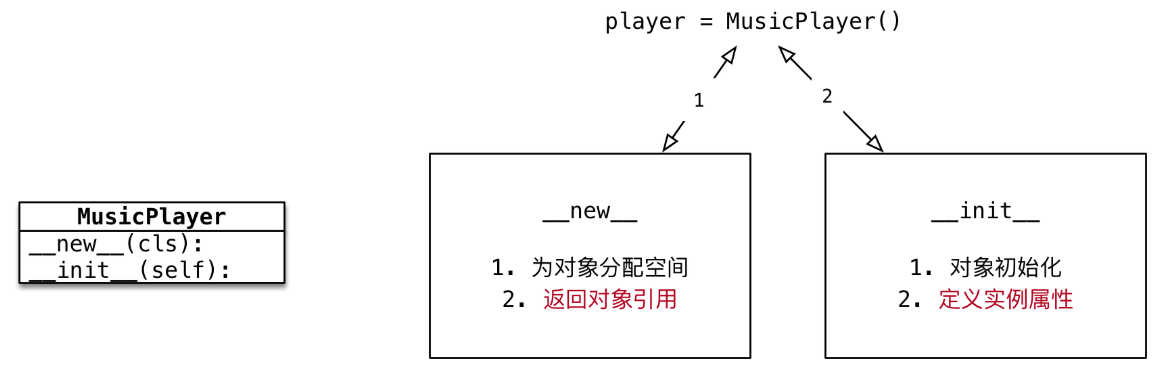 player = MusicPlayer()
1
2
MusicPlayer
__new__(cls):
__init__(self):
__new__
1. 为对象分配空间
2. 返回对象引用
__init__
1. 对象初始化
2. 定义实例属性